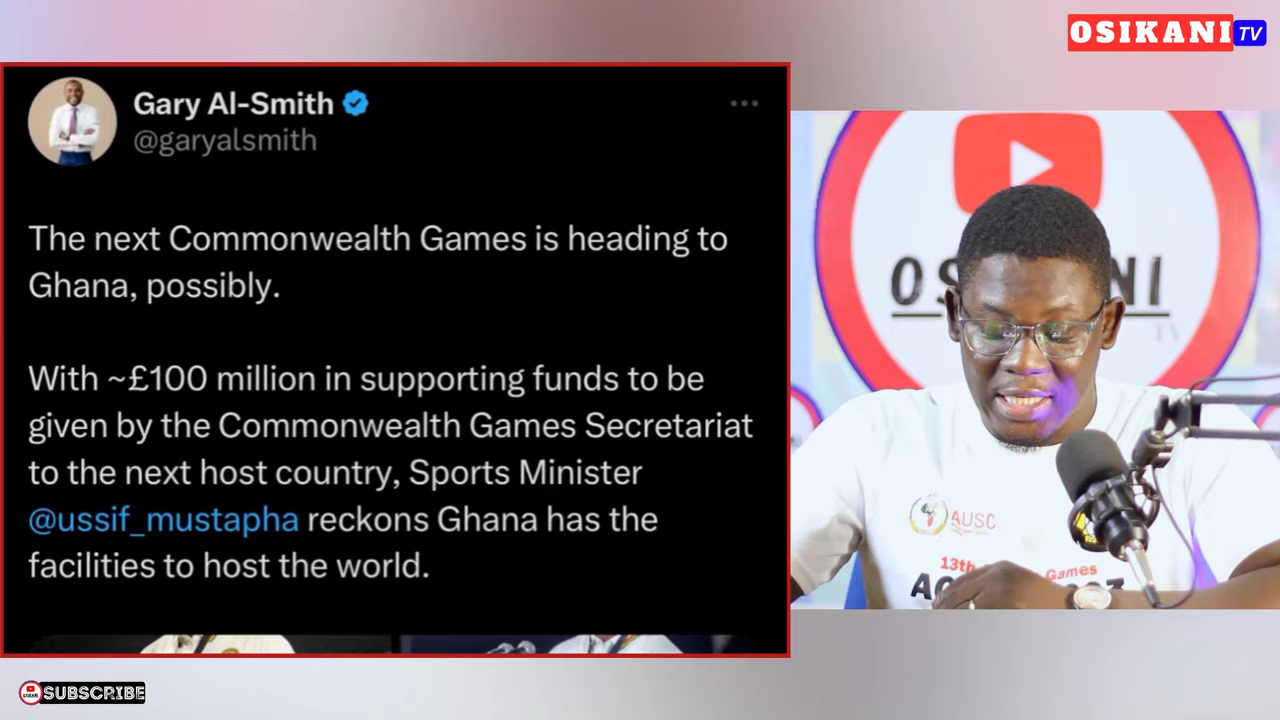 OSIKANI TV
Gary Al-Smith
@garyalsmith
The next Commonwealth Games is heading to
Ghana, possibly.
With ~£100 million in supporting funds to be
given by the Commonwealth Games Secretariat
to the next host country, Sports Minister
@ussif_mustapha reckons Ghana has the
facilities to host the world.
AUSC
13th
Games
SUBSCRIBE